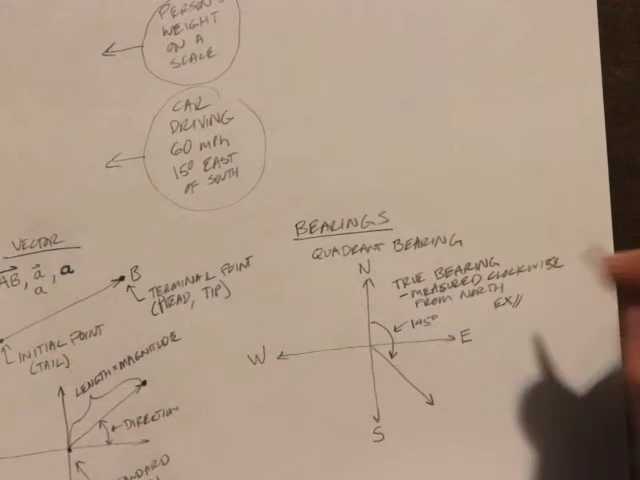 PERSON'S
WEIGHT
ON A
SCALE
CAR
DRIVING
60 mph
15° EAST
OF SOUTH
VECTOR
AB, a, a
a
B
TERMINAL POINT
(HEAD, TIP)
INITIAL POINT
(TAIL)
LENGTH=MAGNITUDE
DIRECTION
BEARINGS
QUADRANT BEARING
N
TRUE BEARING
-MEASURED CLOCKWISE
FROM NORTH
EX//
145°
W
E
S